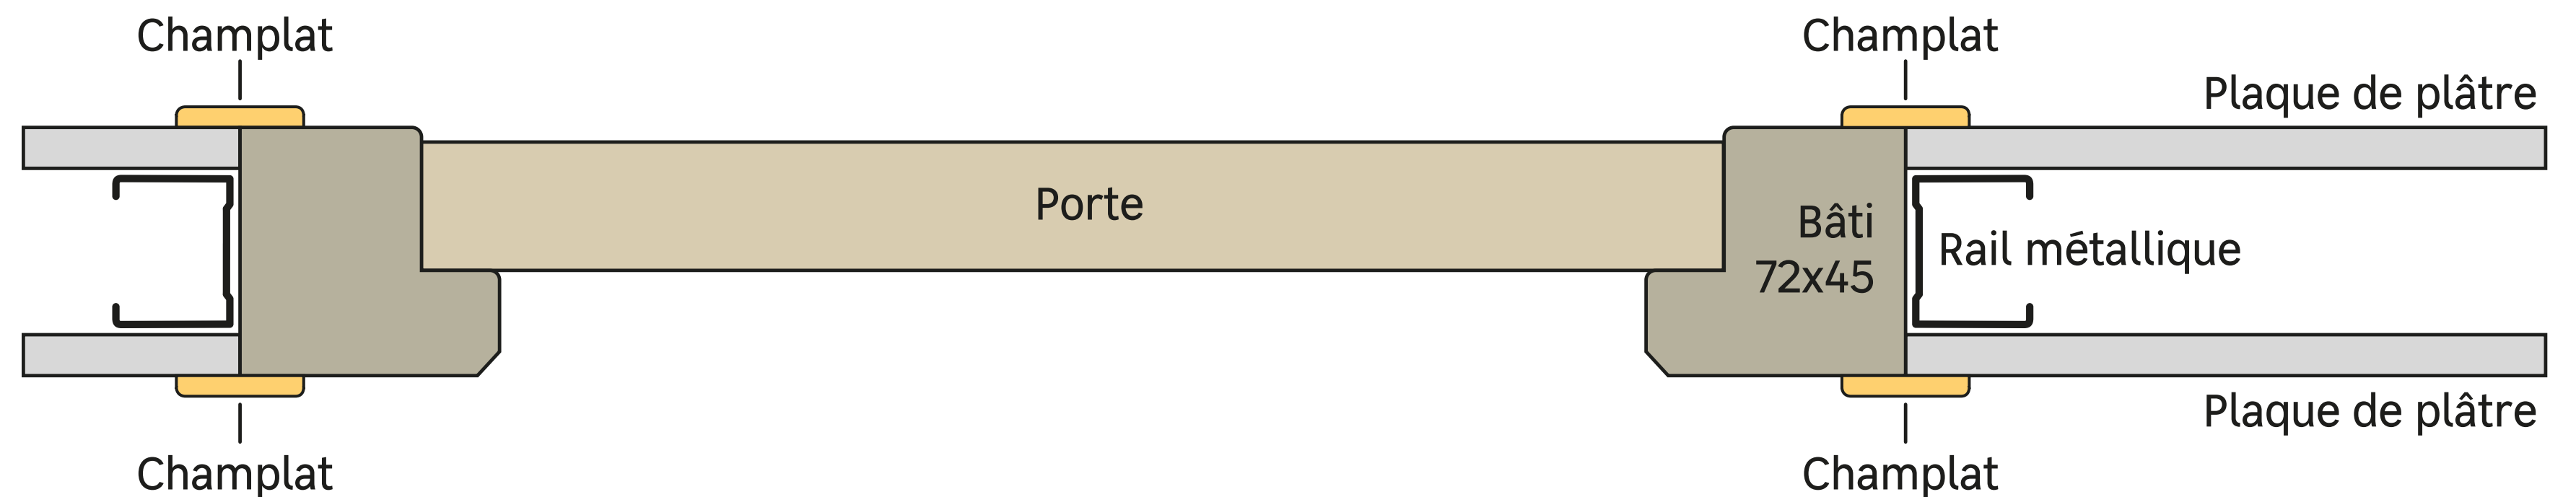 Champlat
Champlat
Plaque de plâtre
Porte
Bâti
72x45
Rail métallique
Plaque de plâtre
Champlat
Champlat